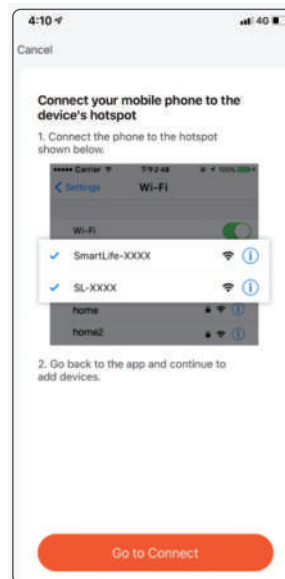 4:10
4G
Cancel
Connect your mobile phone to the
device's hotspot
1. Connect the phone to the hotspot
shown below.
Carrier 100%
Settings Wi-Fi
Wi-Fi
SmartLife-XXXX
SL-XXXX
home
home2
2. Go back to the app and continue to
add devices.
Go to Connect